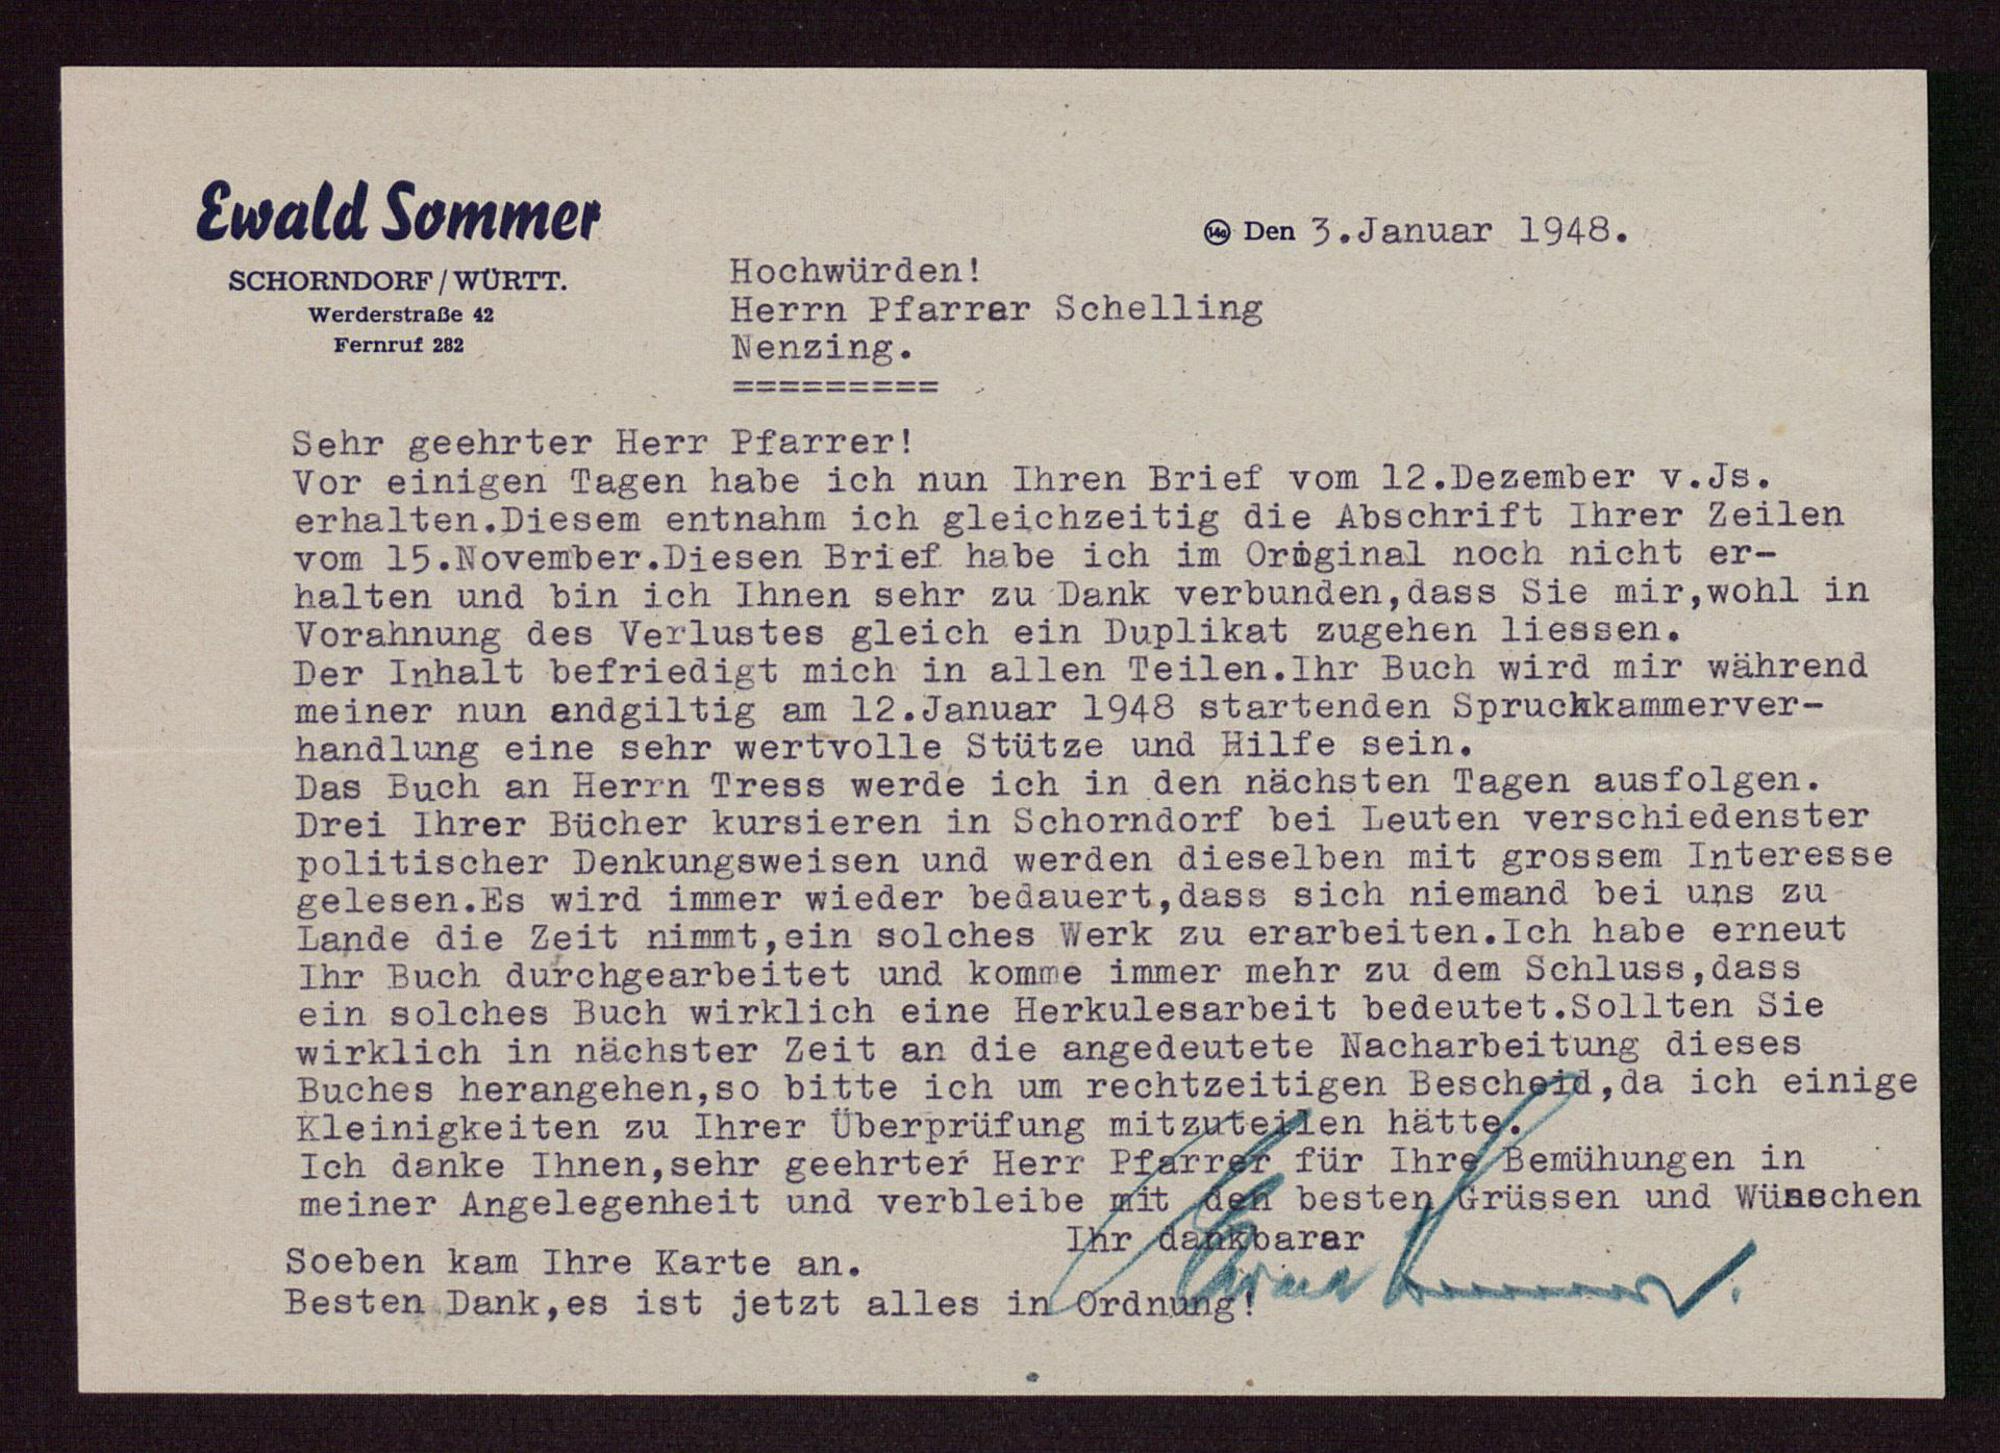 Ewald Sommer
SCHORNDORF/WÜRTT.
Werderstraße 42
Fernruf 282
14a Den 3.Januar 1948.
Hochwürden!
Herrn Pfarrer Schelling
Nenzing.
=========
Sehr geehrter Herr Pfarrer!
Vor einigen Tagen habe ich nun Ihren Brief vom 12.Dezember v.Js.
erhalten.Diesem entnahm ich gleichzeitig die Abschrift Ihrer Zeilen
vom 15.November.Diesen Brief habe ich im Original noch nicht er-
halten und bin ich Ihnen sehr zu Dank verbunden,dass Sie mir,wohl in
Vorahnung des Verlustes gleich ein Duplikat zugehen liessen.
Der Inhalt befriedigt mich in allen Teilen.Ihr Buch wird mir während
meiner nun endgiltig am 12.Januar 1948 startenden Spruchkammerver-
handlung eine sehr wertvolle Stütze und Hilfe sein.
Das Buch an Herrn Tress werde ich in den nächsten Tagen ausfolgen.
Drei Ihrer Bücher kursieren in Schorndorf bei Leuten verschiedenster
politischer Denkungsweisen und werden dieselben mit grossem Interesse
gelesen.Es wird immer wieder bedauert,dass sich niemand bei uns zu
Lande die Zeit nimmt,ein solches Werk zu erarbeiten.Ich habe erneut
Ihr Buch durchgearbeitet und komme immer mehr zu dem Schluss,dass
ein solches Buch wirklich eine Herkulesarbeit bedeutet.Sollten Sie
wirklich in nächster Zeit an die angedeutete Nacharbeitung dieses
Buches herangehen,so bitte ich um rechtzeitigen Bescheid,da ich einige
Kleinigkeiten zu Ihrer Überprüfung mitzuteilen hätte.
Ich danke Ihnen,sehr geehrter Herr Pfarrer für Ihre Bemühungen in
meiner Angelegenheit und verbleibe mit den besten Grüssen und Wünschen
Ihr dankbarer
Ewald Sommer.
Soeben kam Ihre Karte an.
Besten Dank,es ist jetzt alles in Ordnung!